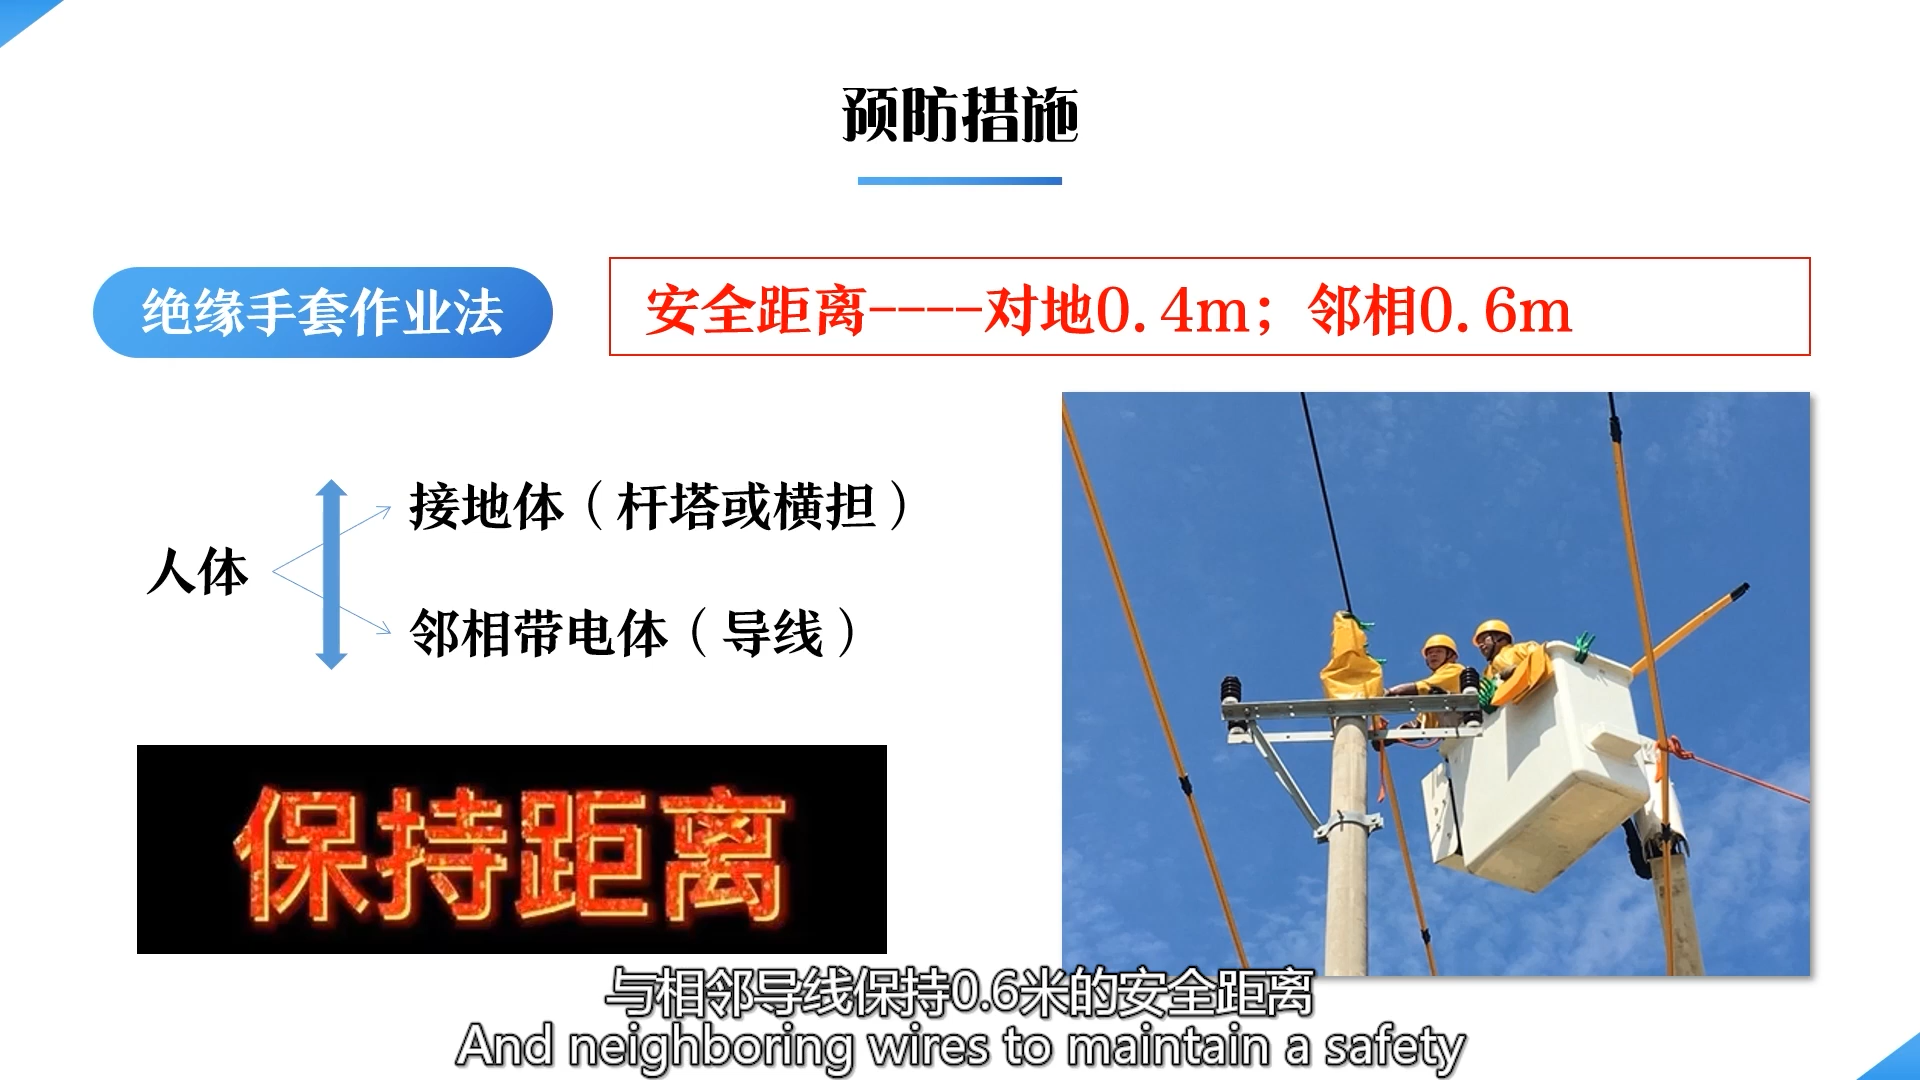 预防措施
绝缘手套作业法
安全距离----对地0.4m；邻相0.6m
接地体（杆塔或横担）
人体
邻相带电体（导线）
保持距离
与相邻导线保持0.6米的安全距离
And neighboring wires to maintain a safety